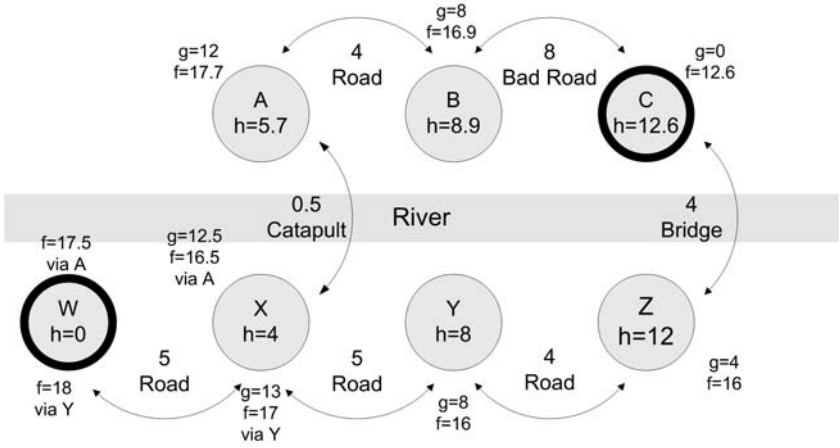 g=12
f=17.7
4
Road
g=8
f=16.9
8
Bad Road
g=0
f=12.6
A
h=5.7
B
h=8.9
C
h=12.6
0.5
Catapult
River
4
Bridge
f=17.5
via A
g=12.5
f=16.5
via A
W
h=0
X
h=4
Y
h=8
Z
h=12
5
Road
5
Road
4
Road
f=18
via Y
g=13
f=17
via Y
g=8
f=16
g=4
f=16